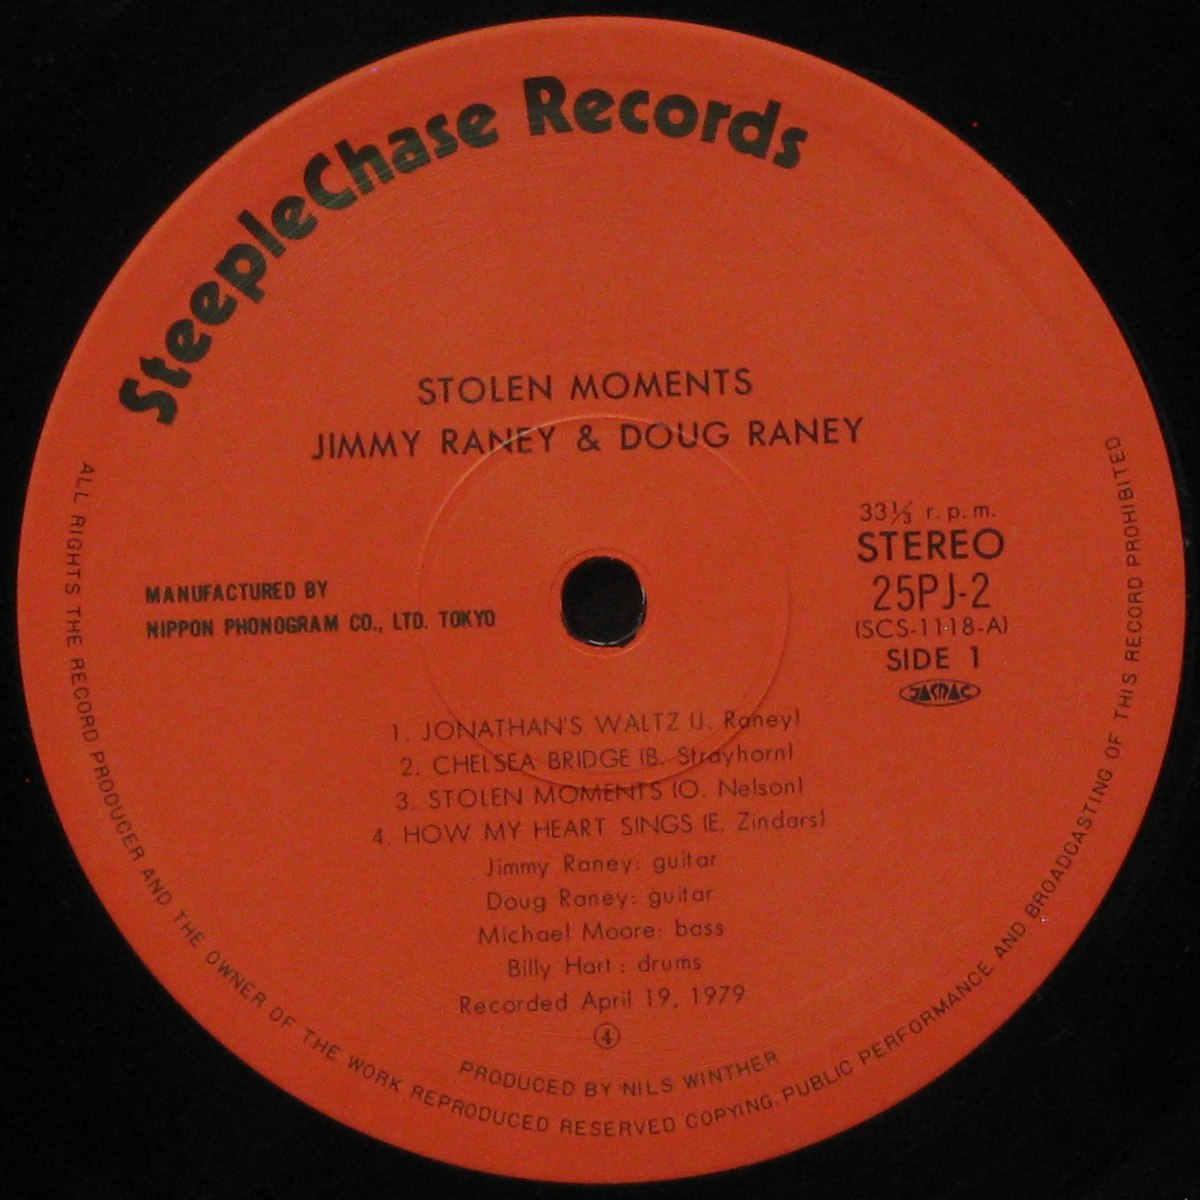 SteepleChase Records
STOLEN MOMENTS
JIMMY RANEY & DOUG RANEY
33⅓ r.p.m.
STEREO
25PJ-2
(SCS-1118-A)
SIDE 1
JASRAC
MANUFACTURED BY
NIPPON PHONOGRAM CO., LTD. TOKYO
1. JONATHAN'S WALTZ (J. Raney)
2. CHELSEA BRIDGE (B. Strayhorn)
3. STOLEN MOMENTS (O. Nelson)
4. HOW MY HEART SINGS (E. Zindars)
Jimmy Raney: guitar
Doug Raney: guitar
Michael Moore: bass
Billy Hart : drums
Recorded April 19, 1979
④
PRODUCED BY NILS WINTHER
ALL RIGHTS THE RECORD PRODUCER AND THE OWNER OF THE WORK REPRODUCED RESERVED COPYING, PUBLIC PERFORMANCE AND BROADCASTING OF THIS RECORD PROHIBITED